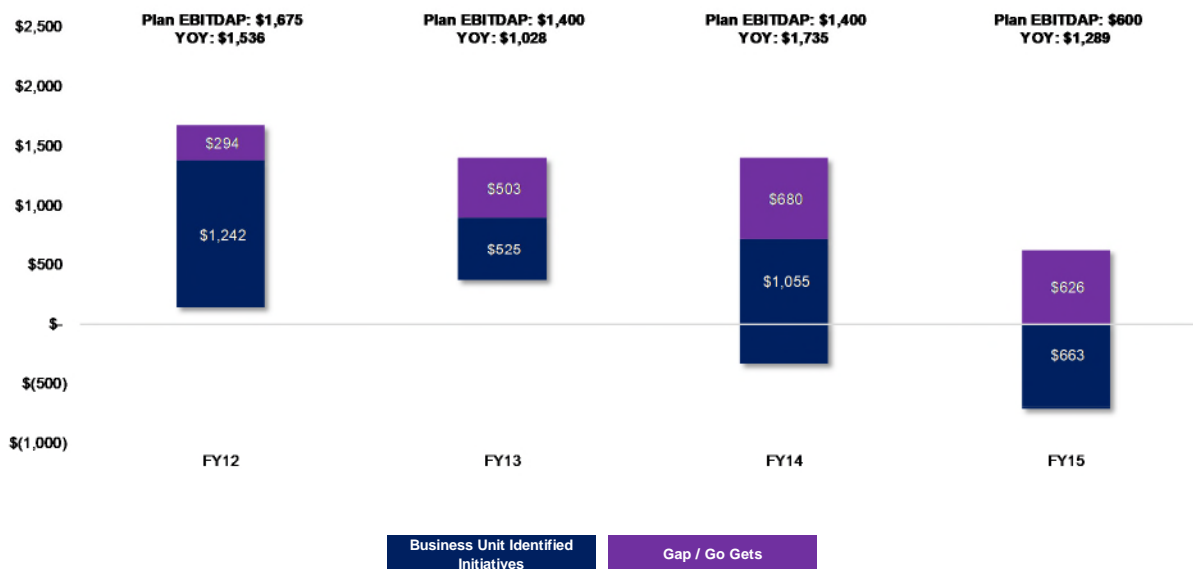 Plan EBITDAP: $1,675
YOY: $1,536
Plan EBITDAP: $1,400
YOY: $1,028
Plan EBITDAP: $1,400
YOY: $1,735
Plan EBITDAP: $600
YOY: $1,289
$2,500
$2,000
$1,500
$1,000
$500
$-
$(500)
$(1,000)
$294
$1,242
$503
$525
$680
$1,055
$626
$663
FY12
FY13
FY14
FY15
Business Unit Identified
Initiatives
Gap / Go Gets